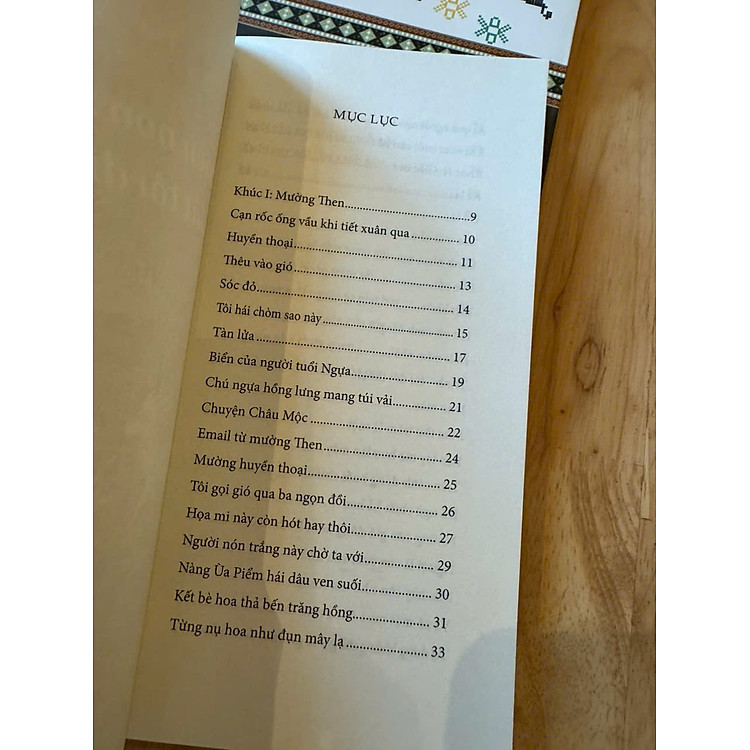 MỤC LỤC
Khúc I: Mường Then....................................9
Cạn rốc ống vầu khi tiết xuân qua.............. 10
Huyền thoại............................................... 11
Thêu vào gió.............................................. 13
Sóc đỏ........................................................ 14
Tôi hái chòm sao này.................................. 15
Tàn lửa....................................................... 17
Biển của người tuổi Ngựa........................... 19
Chú ngựa hồng lưng mang túi vải............... 21
Chuyện Châu Mộc...................................... 22
Email từ mường Then................................. 24
Mường huyền thoại.................................... 25
Tôi gọi gió qua ba ngọn đồi........................ 26
Họa mi này còn hót hay thôi....................... 27
Người nón trắng này chờ ta với................... 29
Nàng Ùa Piểm hái dâu ven suối.................. 30
Kết bè hoa thả bến trăng hồng.................... 31
Từng nụ hoa như đụn mây lạ...................... 33